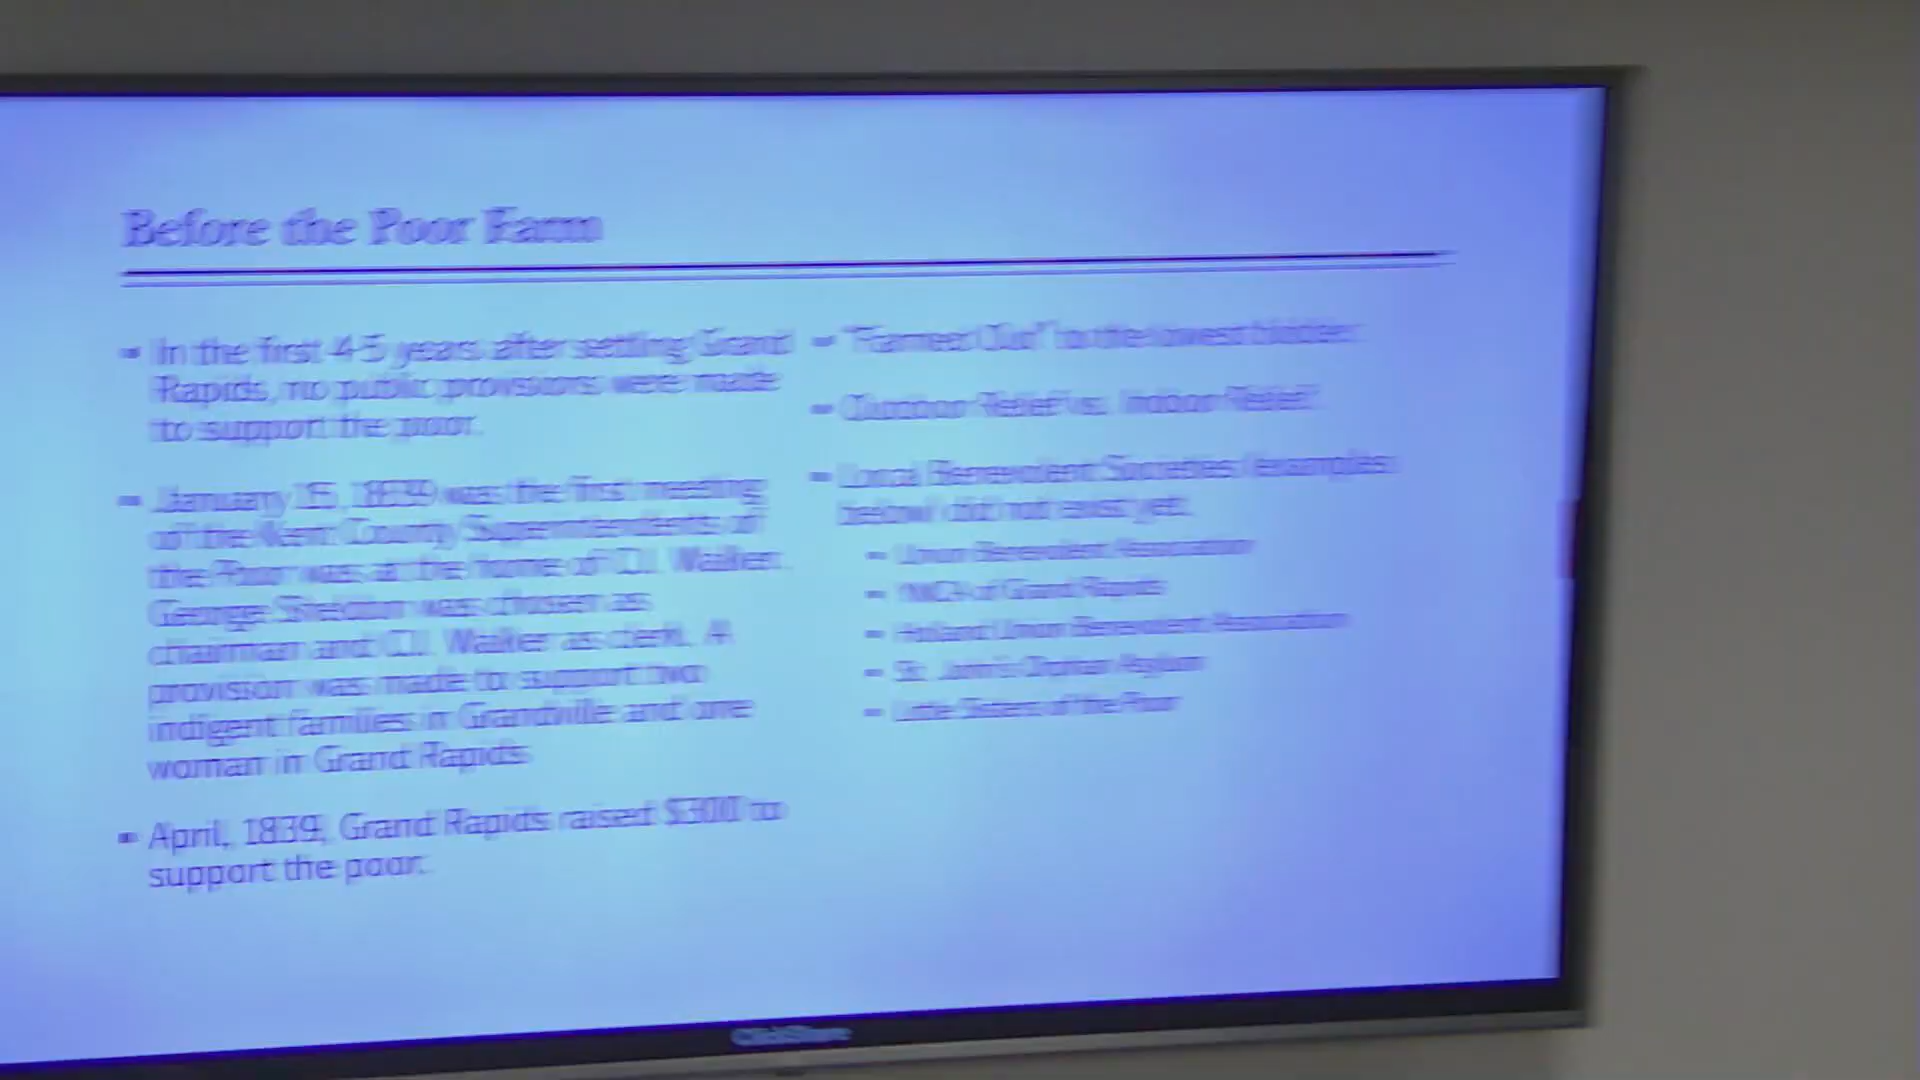 Before the Poor Farm
In the first 4-5 years after settling Grand
Rapids, no public provisions were made
to support the poor.
January 15, 1839 was the first meeting
of the Kent County Superintendents of
the Poor was at the home of C.I. Walker.
George Sheldon was chosen as
chairman and C.I. Walker as clerk. A
provision was made to support two
indigent families in Grandville and one
woman in Grand Rapids.
April, 1839, Grand Rapids raised $300 to
support the poor.
"Farmed Out" to the lowest bidder.
Outdoor Relief vs. Indoor Relief.
Local Benevolent Societies (examples
below) did not exist yet.
Union Benevolent Association
of Grand Rapids
Holland Union Benevolent Association
St. John's Orphan Asylum
Little Sisters of the Poor
ClickShare